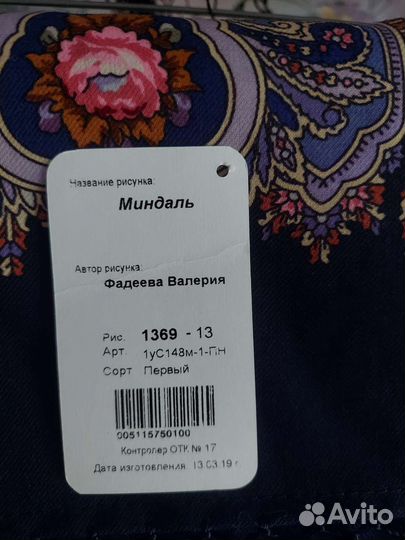 Название рисунка:
Миндаль
Автор рисунка:
Фадеева Валерия
Рис. 1369 - 13
Арт. 1уС148м-1-ПН
Сорт Первый
005115750100
Контролер ОТК № 17
Дата изготовления 13.03.19 г.
Avito